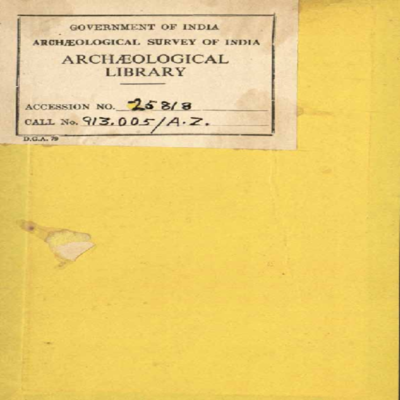 GOVERNMENT OF INDIA
ARCHÆOLOGICAL SURVEY OF INDIA
ARCHÆOLOGICAL
LIBRARY
ACCESSION NO. 25818
CALL No. 913.005/A.Z.
D.G.A. 79